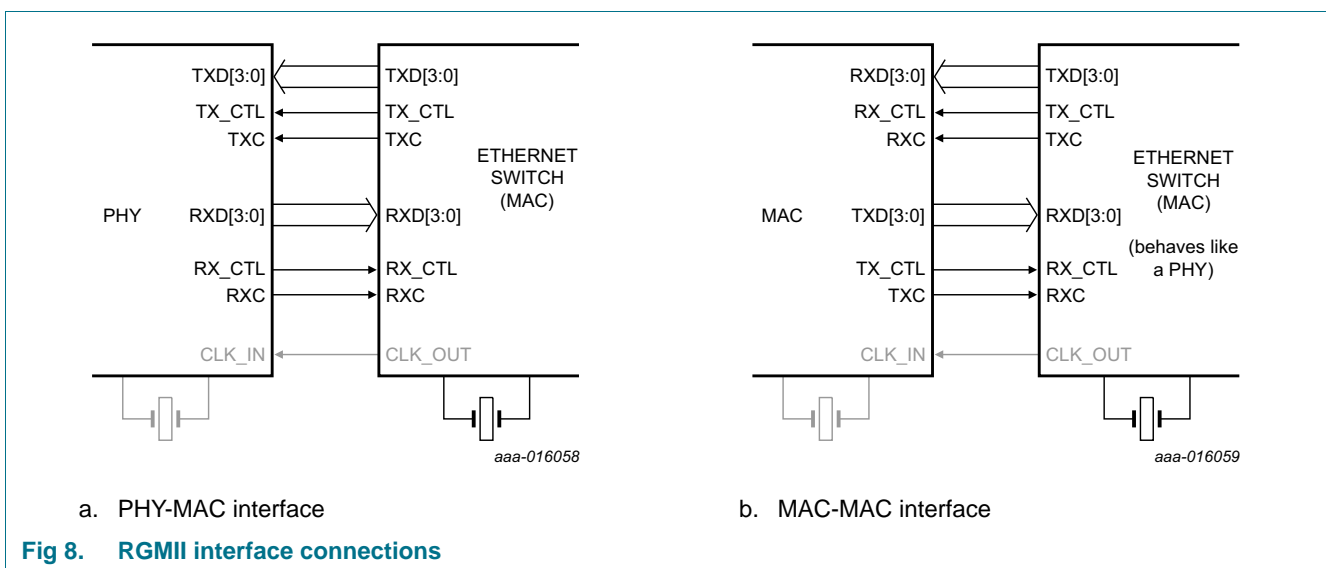 TXD[3:0] TXD[3:0]
TX_CTL TX_CTL
TXC TXC
ETHERNET
SWITCH
(MAC)
PHY RXD[3:0] RXD[3:0]
RX_CTL RX_CTL
RXC RXC
CLK_IN CLK_OUT
aaa-016058
a. PHY-MAC interface
RXD[3:0] TXD[3:0]
RX_CTL TX_CTL
RXC TXC
ETHERNET
SWITCH
(MAC)
MAC TXD[3:0] RXD[3:0]
(behaves like
a PHY)
TX_CTL RX_CTL
TXC RXC
CLK_IN CLK_OUT
aaa-016059
b. MAC-MAC interface
Fig 8. RGMII interface connections